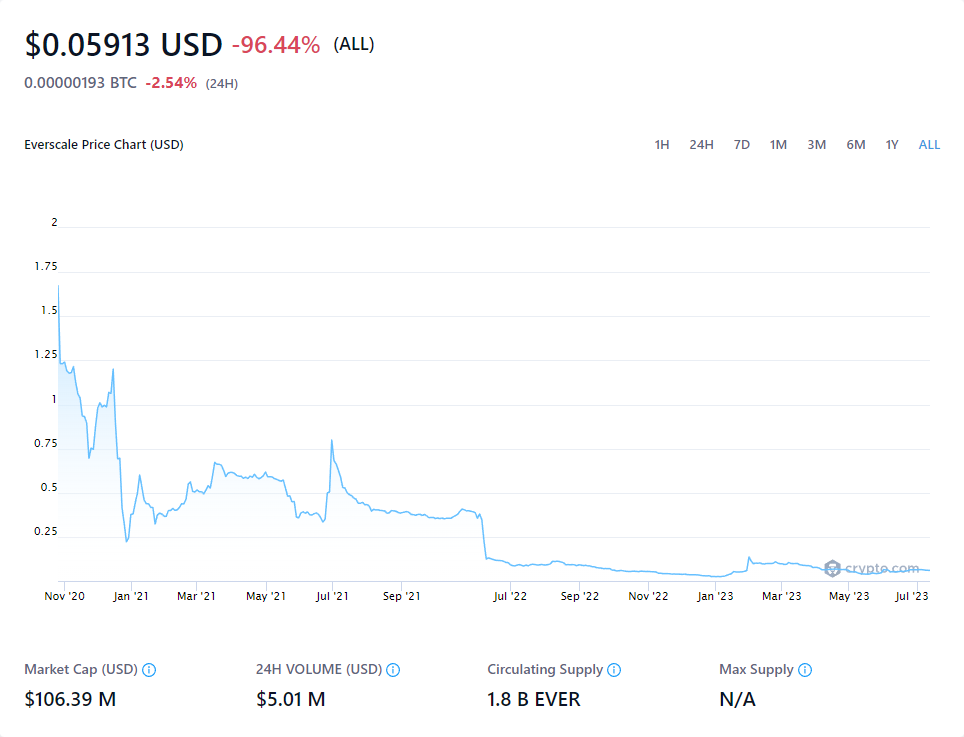 $0.05913 USD -96.44% (ALL)
0.00000193 BTC -2.54% (24H)
Everscale Price Chart (USD) 1H 24H 7D 1M 3M 6M 1Y ALL
2
1.75
1.5
1.25
1
0.75
0.5
0.25
crypto.com
Nov '20 Jan '21 Mar '21 May '21 Jul '21 Sep '21 Jul '22 Sep '22 Nov '22 Jan '23 Mar '23 May '23 Jul '23
Market Cap (USD) 24H VOLUME (USD) Circulating Supply Max Supply
$106.39 M $5.01 M 1.8 B EVER N/A